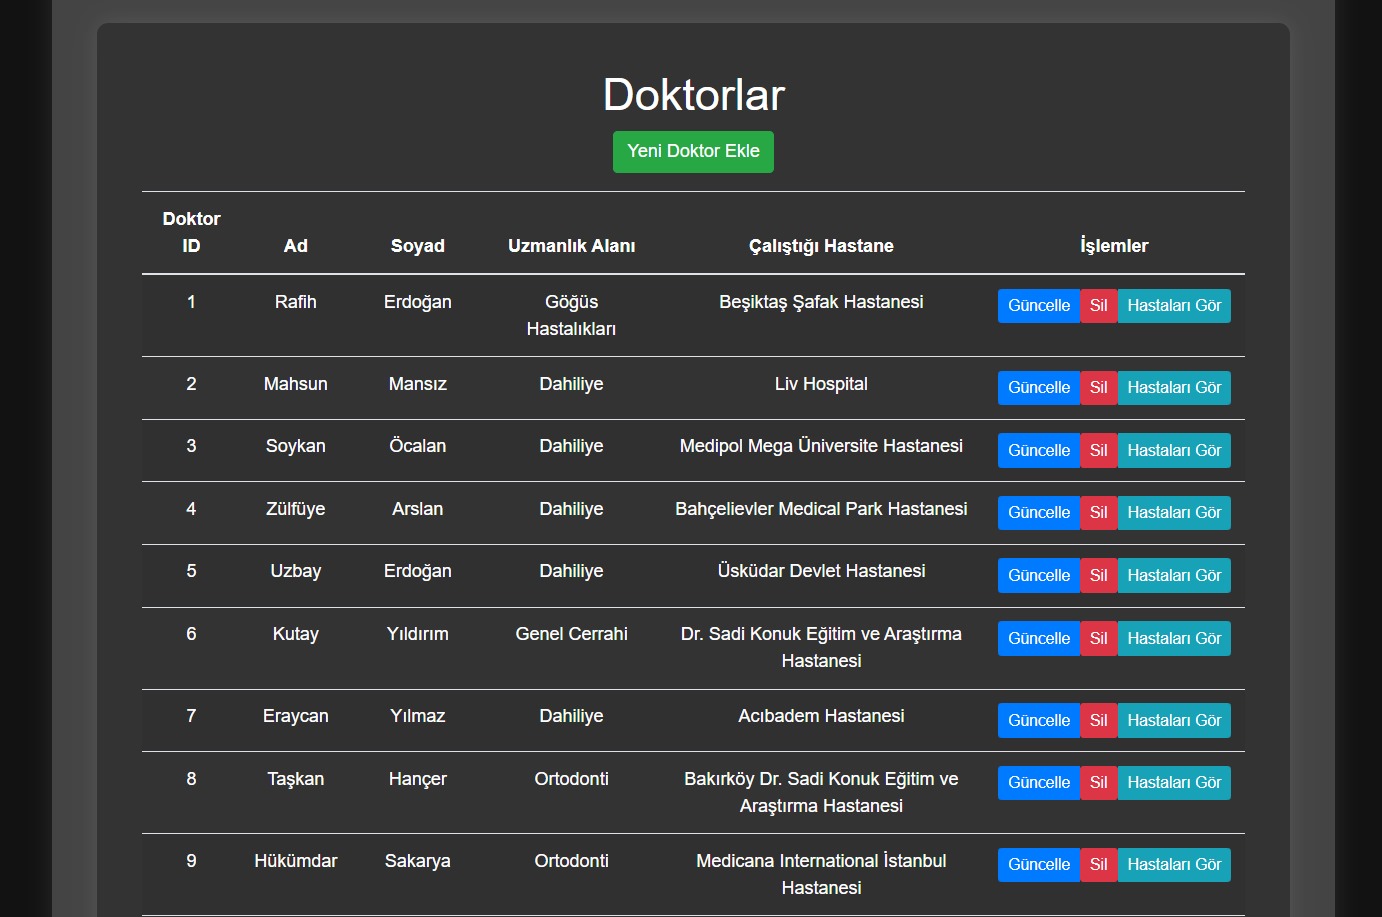 Doktorlar
Yeni Doktor Ekle
Doktor
ID Ad Soyad Uzmanlık Alanı Çalıştığı Hastane İşlemler
1 Rafih Erdoğan Göğüs Beşiktaş Şafak Hastanesi Güncelle Sil Hastaları Gör
Hastalıkları
2 Mahsun Mansız Dahiliye Liv Hospital Güncelle Sil Hastaları Gör
3 Soykan Öcalan Dahiliye Medipol Mega Üniversite Hastanesi Güncelle Sil Hastaları Gör
4 Zülfüye Arslan Dahiliye Bahçelievler Medical Park Hastanesi Güncelle Sil Hastaları Gör
5 Uzbay Erdoğan Dahiliye Üsküdar Devlet Hastanesi Güncelle Sil Hastaları Gör
6 Kutay Yıldırım Genel Cerrahi Dr. Sadi Konuk Eğitim ve Araştırma Güncelle Sil Hastaları Gör
Hastanesi
7 Eraycan Yılmaz Dahiliye Acıbadem Hastanesi Güncelle Sil Hastaları Gör
8 Taşkan Hançer Ortodonti Bakırköy Dr. Sadi Konuk Eğitim ve Güncelle Sil Hastaları Gör
Araştırma Hastanesi
9 Hükümdar Sakarya Ortodonti Medicana International İstanbul Güncelle Sil Hastaları Gör
Hastanesi